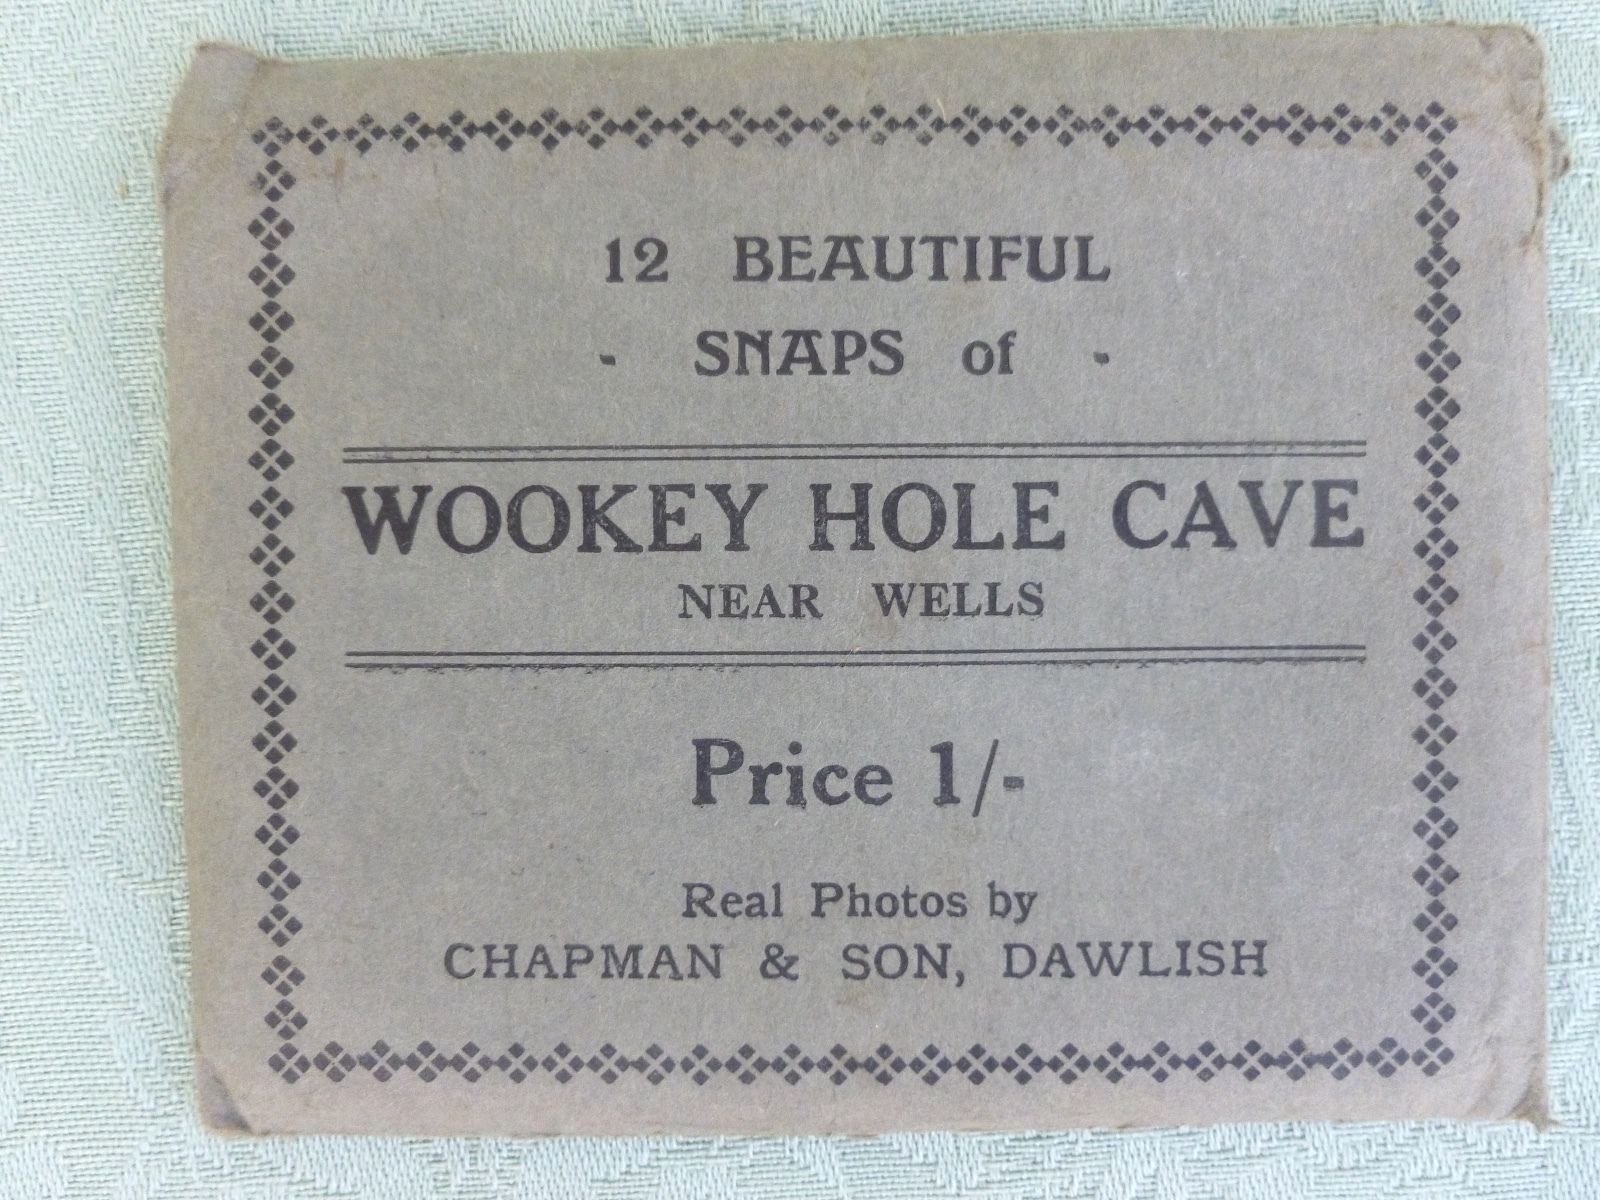 12 BEAUTIFUL
- SNAPS of -
WOOKEY HOLE CAVE
NEAR WELLS
Price 1/-
Real Photos by
CHAPMAN & SON, DAWLISH